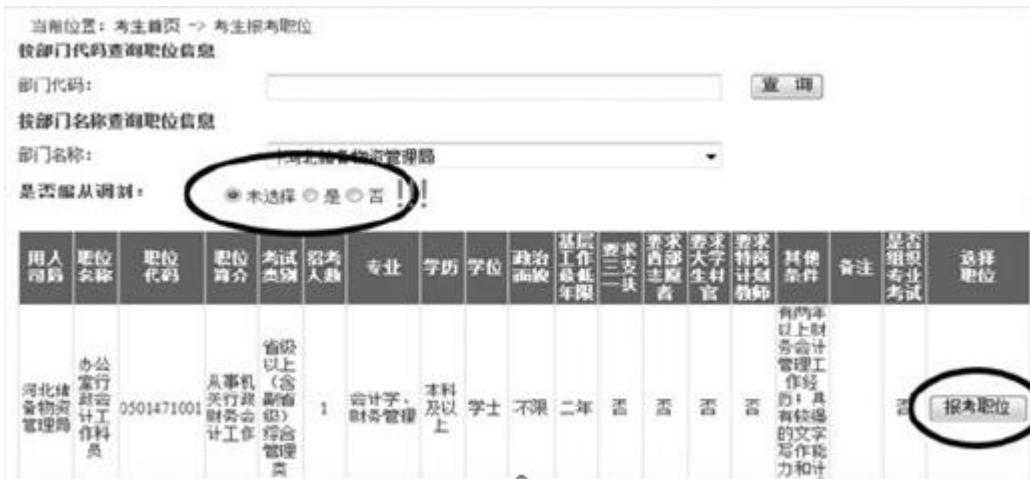 当前位置：考生首页 -> 考生报考职位
按部门代码查询职位信息
部门代码：
查 询
按部门名称查询职位信息
部门名称：
河北储备物资管理局
是否服从调剂：
未选择 是 否 !!!
用人司局
职位名称
职位代码
职位简介
考试类别
招考人数
专业
学历
学位
政治面貌
基层工作最低年限
要求三支一扶
要求西部志愿者
要求大学生村官
要求特岗计划教师
其他条件
备注
是否组织专业考试
选择职位
河北储备物资管理局
办公室行政会计工作科员
0501471001
从事机关行政财务会计工作
省级以上（含副省级）综合管理类
1
会计学、财务管理
本科及以上
学士
不限
二年
否
否
否
否
有两年以上财务会计管理工作经历；具有较强的文字写作能力和计
否
报考职位